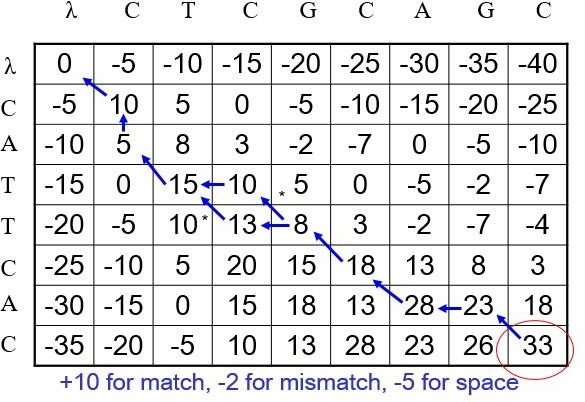 λ C T C G C A G C
λ 0 -5 -10 -15 -20 -25 -30 -35 -40
C -5 10 5 0 -5 -10 -15 -20 -25
A -10 5 8 3 -2 -7 0 -5 -10
T -15 0 15 10 * 5 0 -5 -2 -7
T -20 -5 10* 13 8 3 -2 -7 -4
C -25 -10 5 20 15 18 13 8 3
A -30 -15 0 15 18 13 28 23 18
C -35 -20 -5 10 13 28 23 26 33
+10 for match, -2 for mismatch, -5 for space